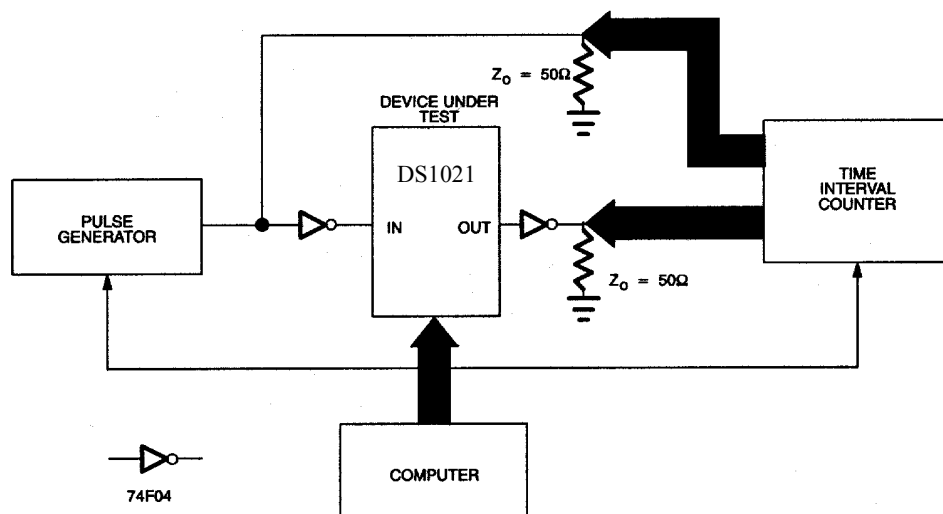 Z₀ = 50Ω
DEVICE UNDER
TEST
DS1021
TIME
INTERVAL
COUNTER
PULSE
GENERATOR
IN
OUT
Z₀ = 50Ω
COMPUTER
74F04